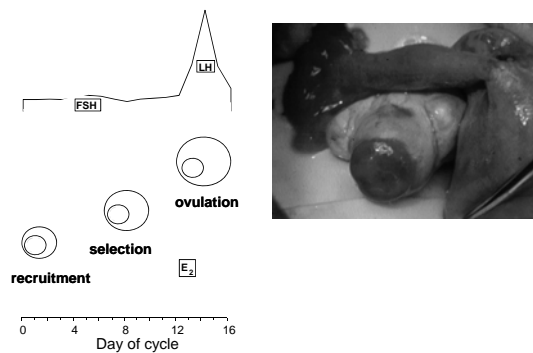 LH
FSH
ovulation
selection
E2
recruitment
0 4 8 12 16
Day of cycle